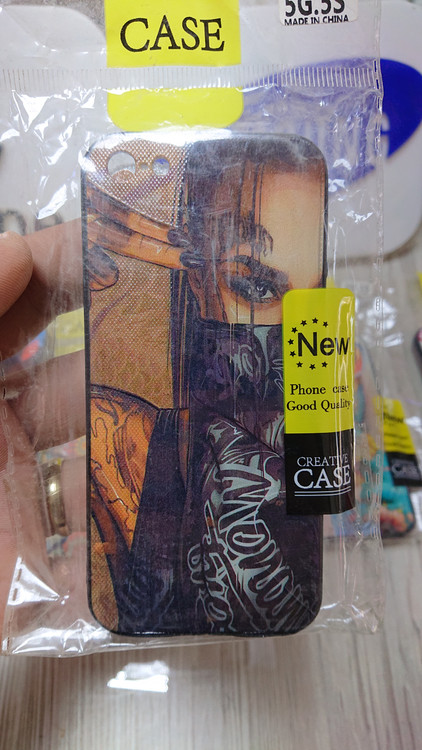 CASE
5G.5S
MADE IN CHINA
New
Phone case
Good Quality
CREATIVE
CASE